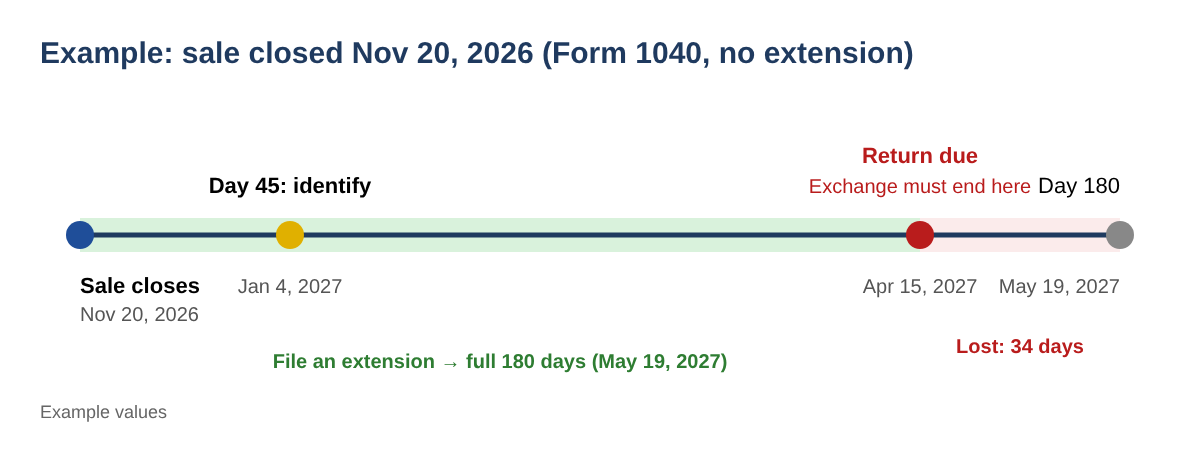 Example: sale closed Nov 20, 2026 (Form 1040, no extension)
Return due
Day 45: identify
Exchange must end here
Day 180
Sale closes
Nov 20, 2026
Jan 4, 2027
Apr 15, 2027
May 19, 2027
Lost: 34 days
File an extension → full 180 days (May 19, 2027)
Example values